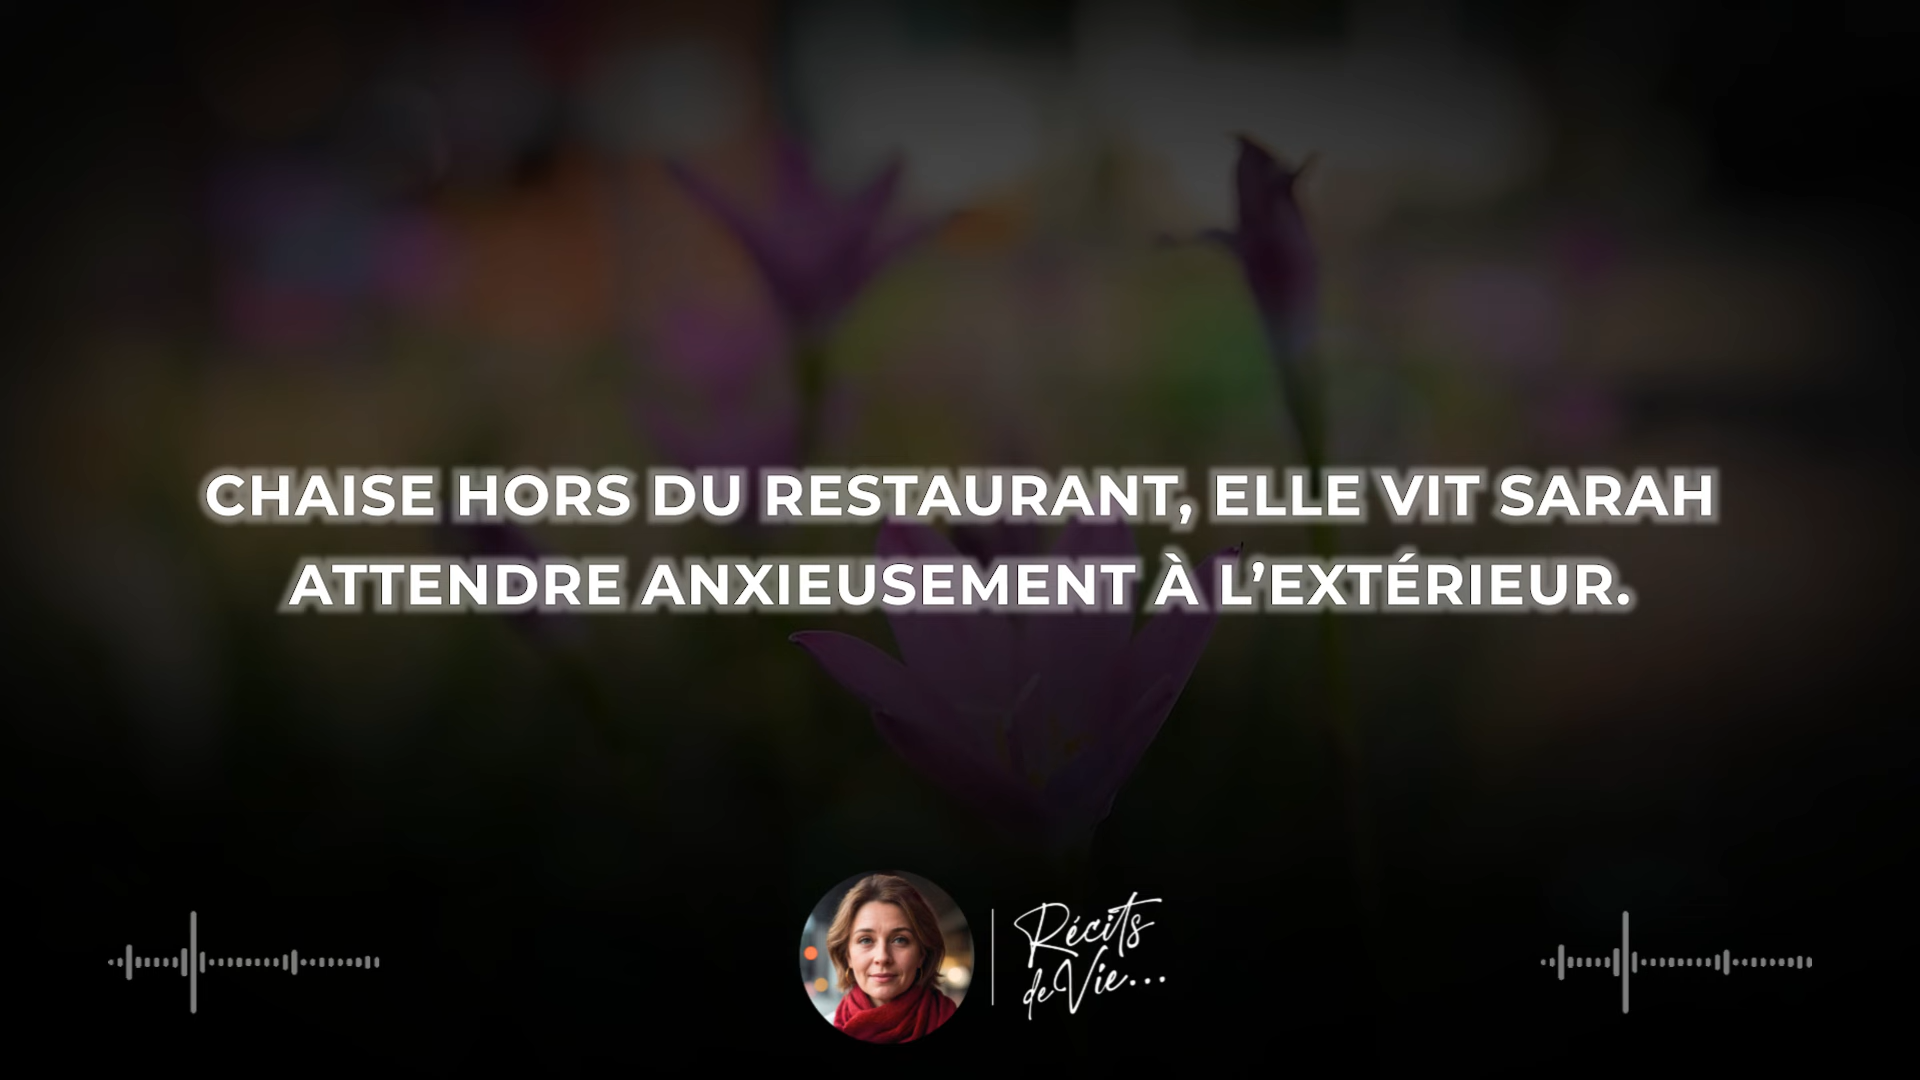 CHAISE HORS DU RESTAURANT, ELLE VIT SARAH
ATTENDRE ANXIEUSEMENT À L’EXTÉRIEUR.
Récits
de Vie...